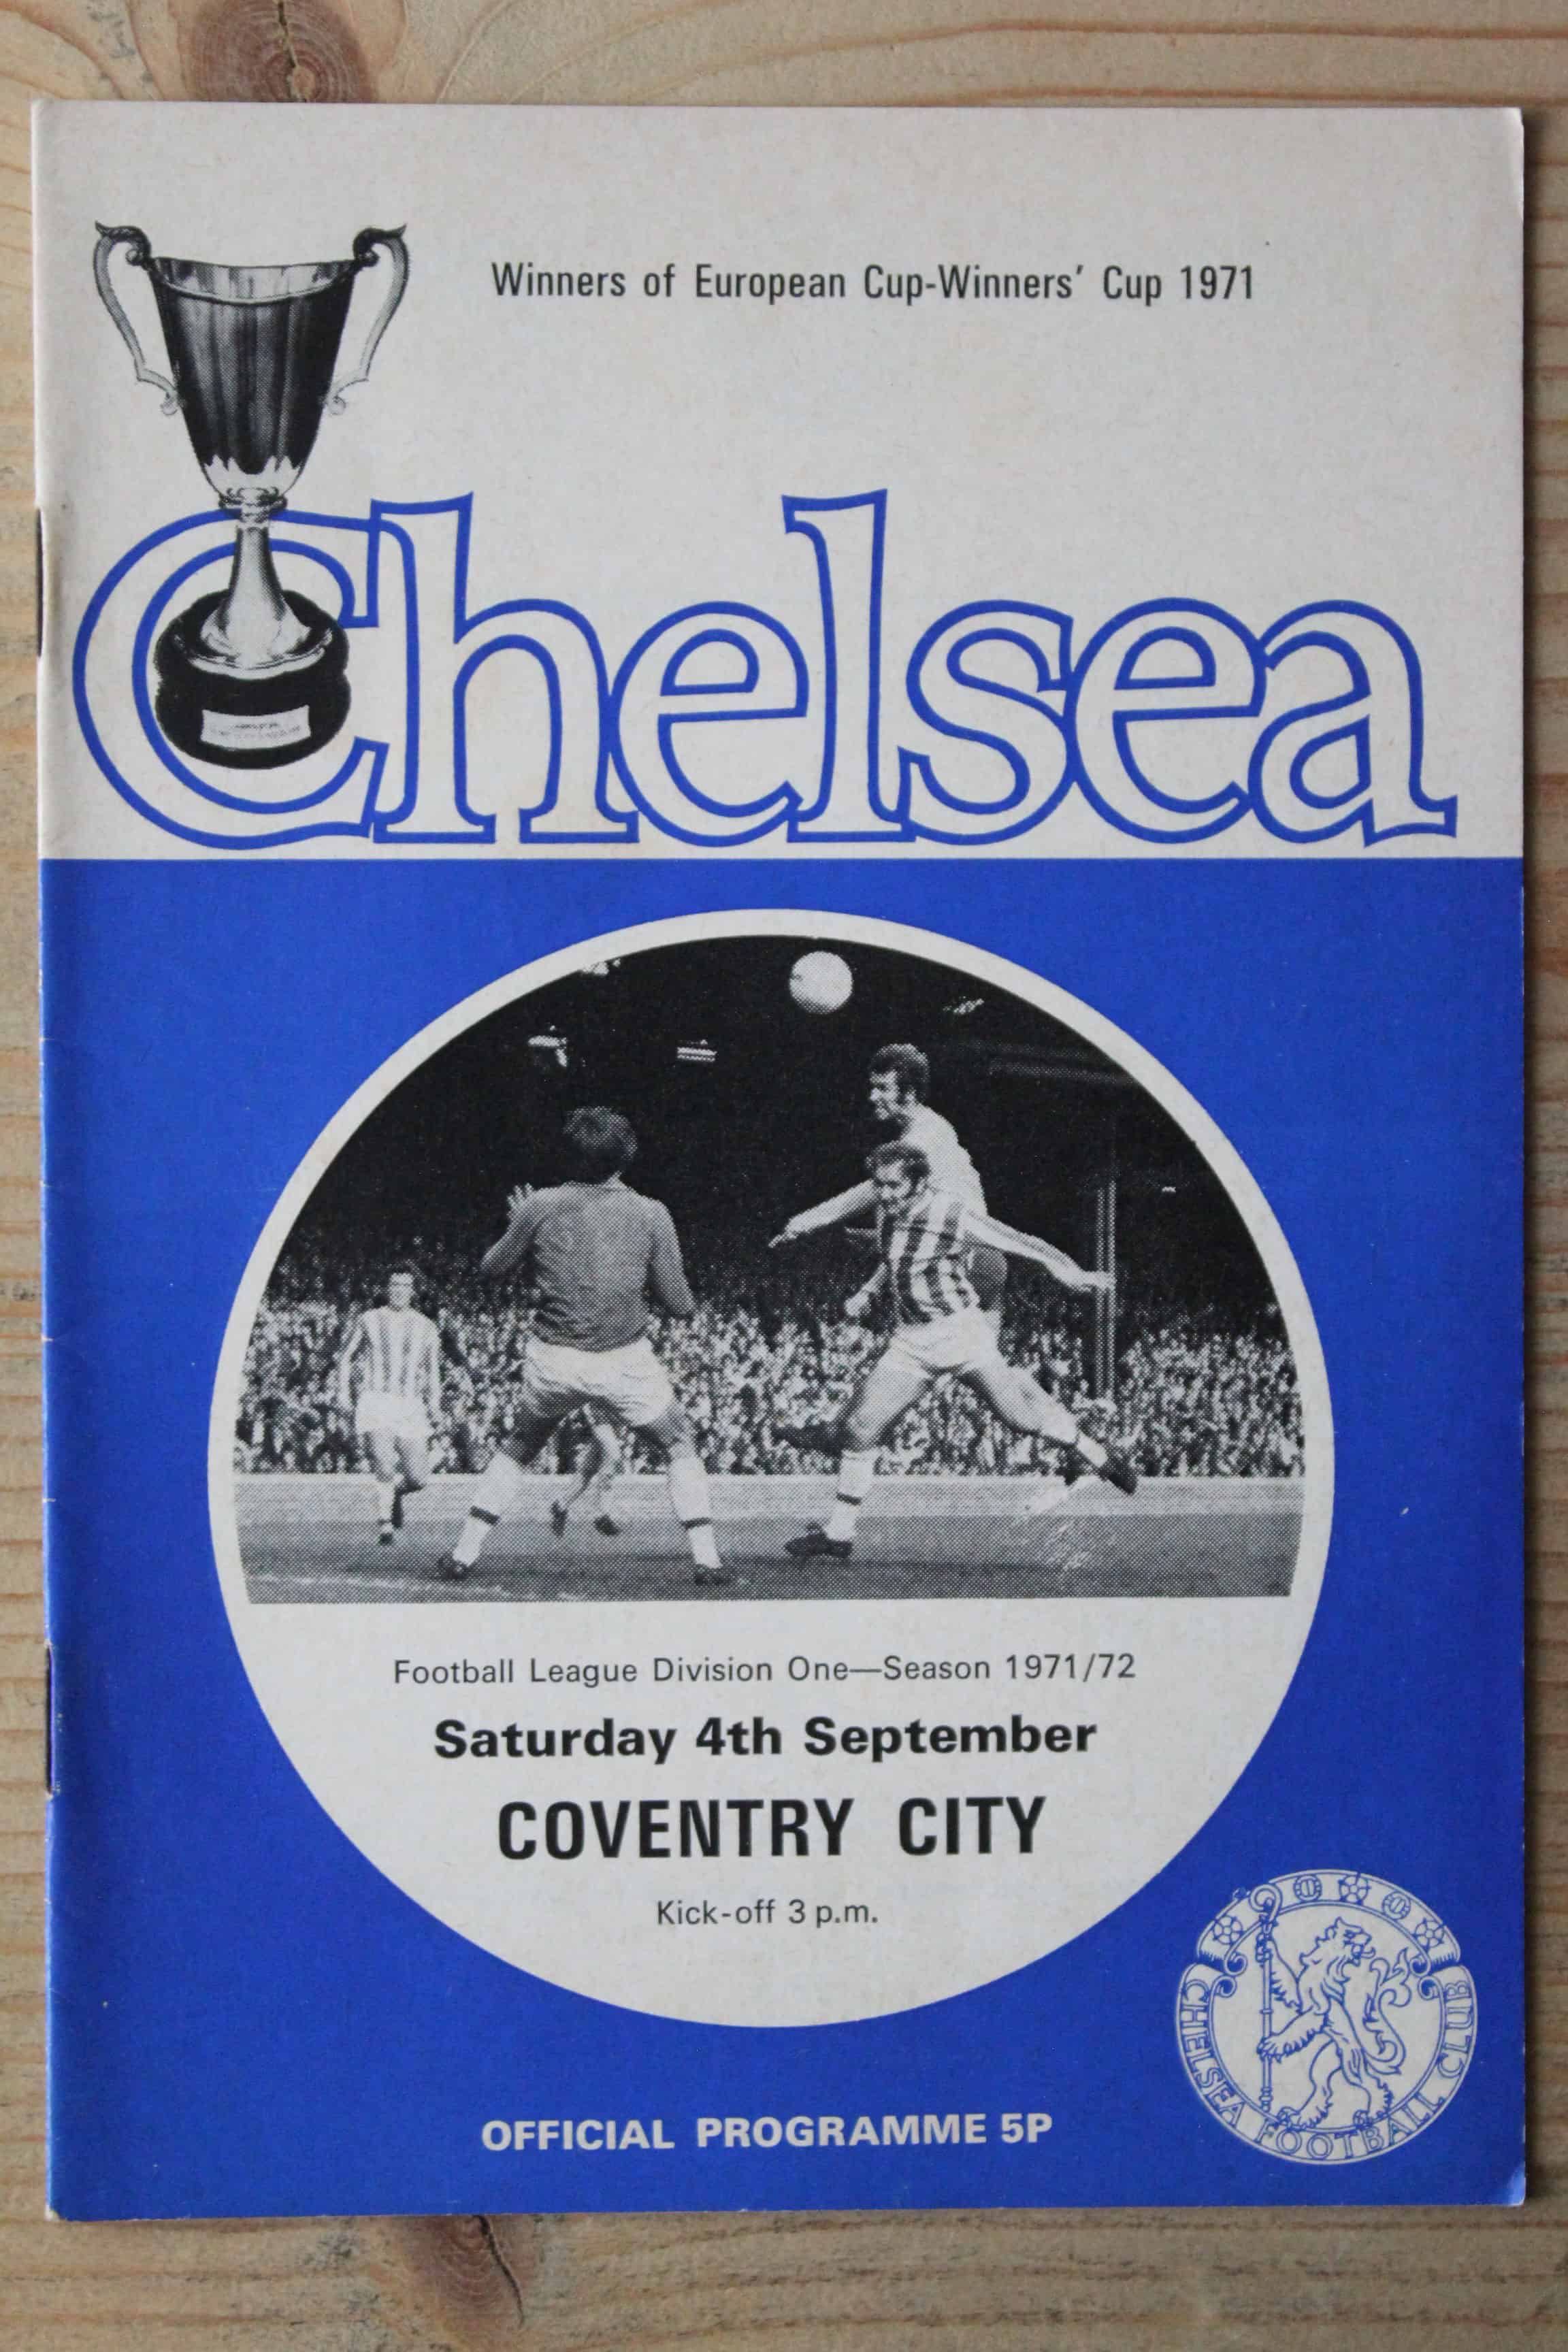 Winners of European Cup-Winners' Cup 1971
Chelsea
Football League Division One—Season 1971/72
Saturday 4th September
COVENTRY CITY
Kick-off 3 p.m.
CHELSEA FOOTBALL CLUB
OFFICIAL PROGRAMME 5P